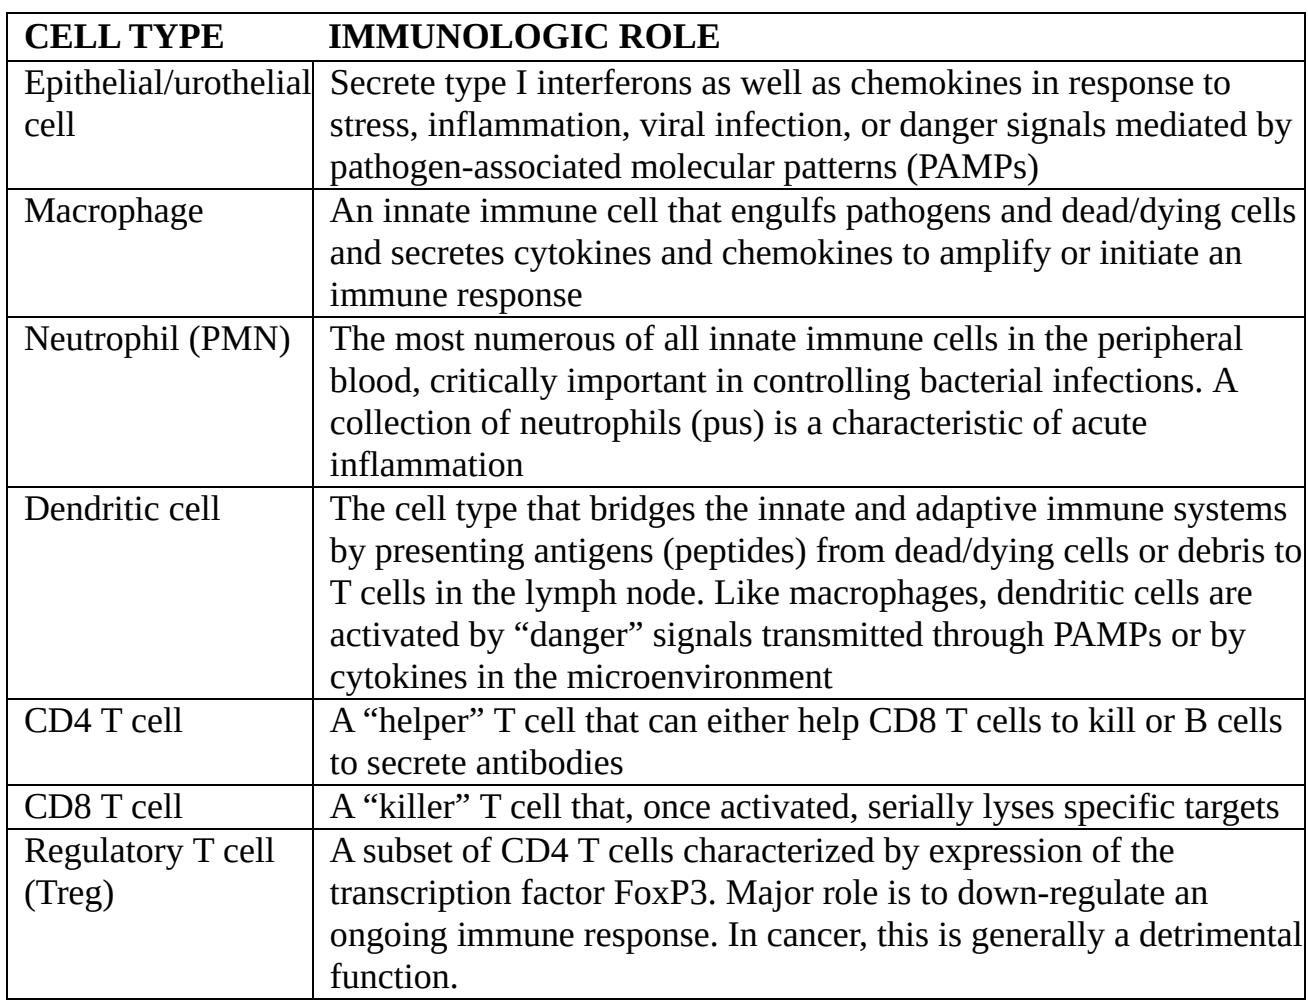 CELL TYPE IMMUNOLOGIC ROLE
Epithelial/urothelial
cell
Secrete type I interferons as well as chemokines in response to
stress, inflammation, viral infection, or danger signals mediated by
pathogen-associated molecular patterns (PAMPs)
Macrophage
An innate immune cell that engulfs pathogens and dead/dying cells
and secretes cytokines and chemokines to amplify or initiate an
immune response
Neutrophil (PMN)
The most numerous of all innate immune cells in the peripheral
blood, critically important in controlling bacterial infections. A
collection of neutrophils (pus) is a characteristic of acute
inflammation
Dendritic cell
The cell type that bridges the innate and adaptive immune systems
by presenting antigens (peptides) from dead/dying cells or debris to
T cells in the lymph node. Like macrophages, dendritic cells are
activated by “danger” signals transmitted through PAMPs or by
cytokines in the microenvironment
CD4 T cell
A “helper” T cell that can either help CD8 T cells to kill or B cells
to secrete antibodies
CD8 T cell
A “killer” T cell that, once activated, serially lyses specific targets
Regulatory T cell
(Treg)
A subset of CD4 T cells characterized by expression of the
transcription factor FoxP3. Major role is to down-regulate an
ongoing immune response. In cancer, this is generally a detrimental
function.